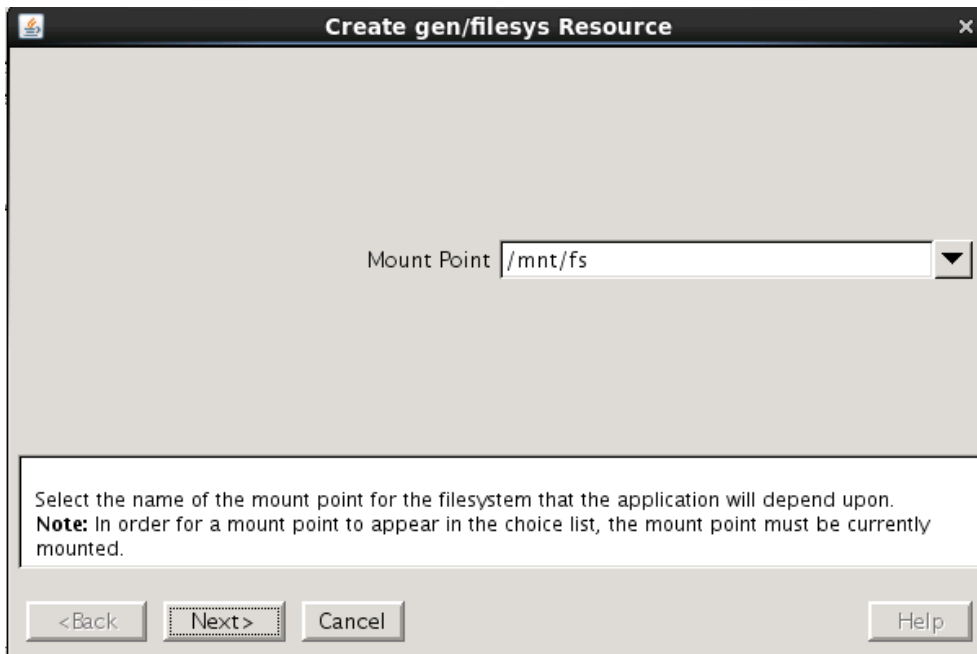 Create gen/filesys Resource
Mount Point /mnt/fs
Select the name of the mount point for the filesystem that the application will depend upon.
Note: In order for a mount point to appear in the choice list, the mount point must be currently
mounted.
<Back Next> Cancel Help